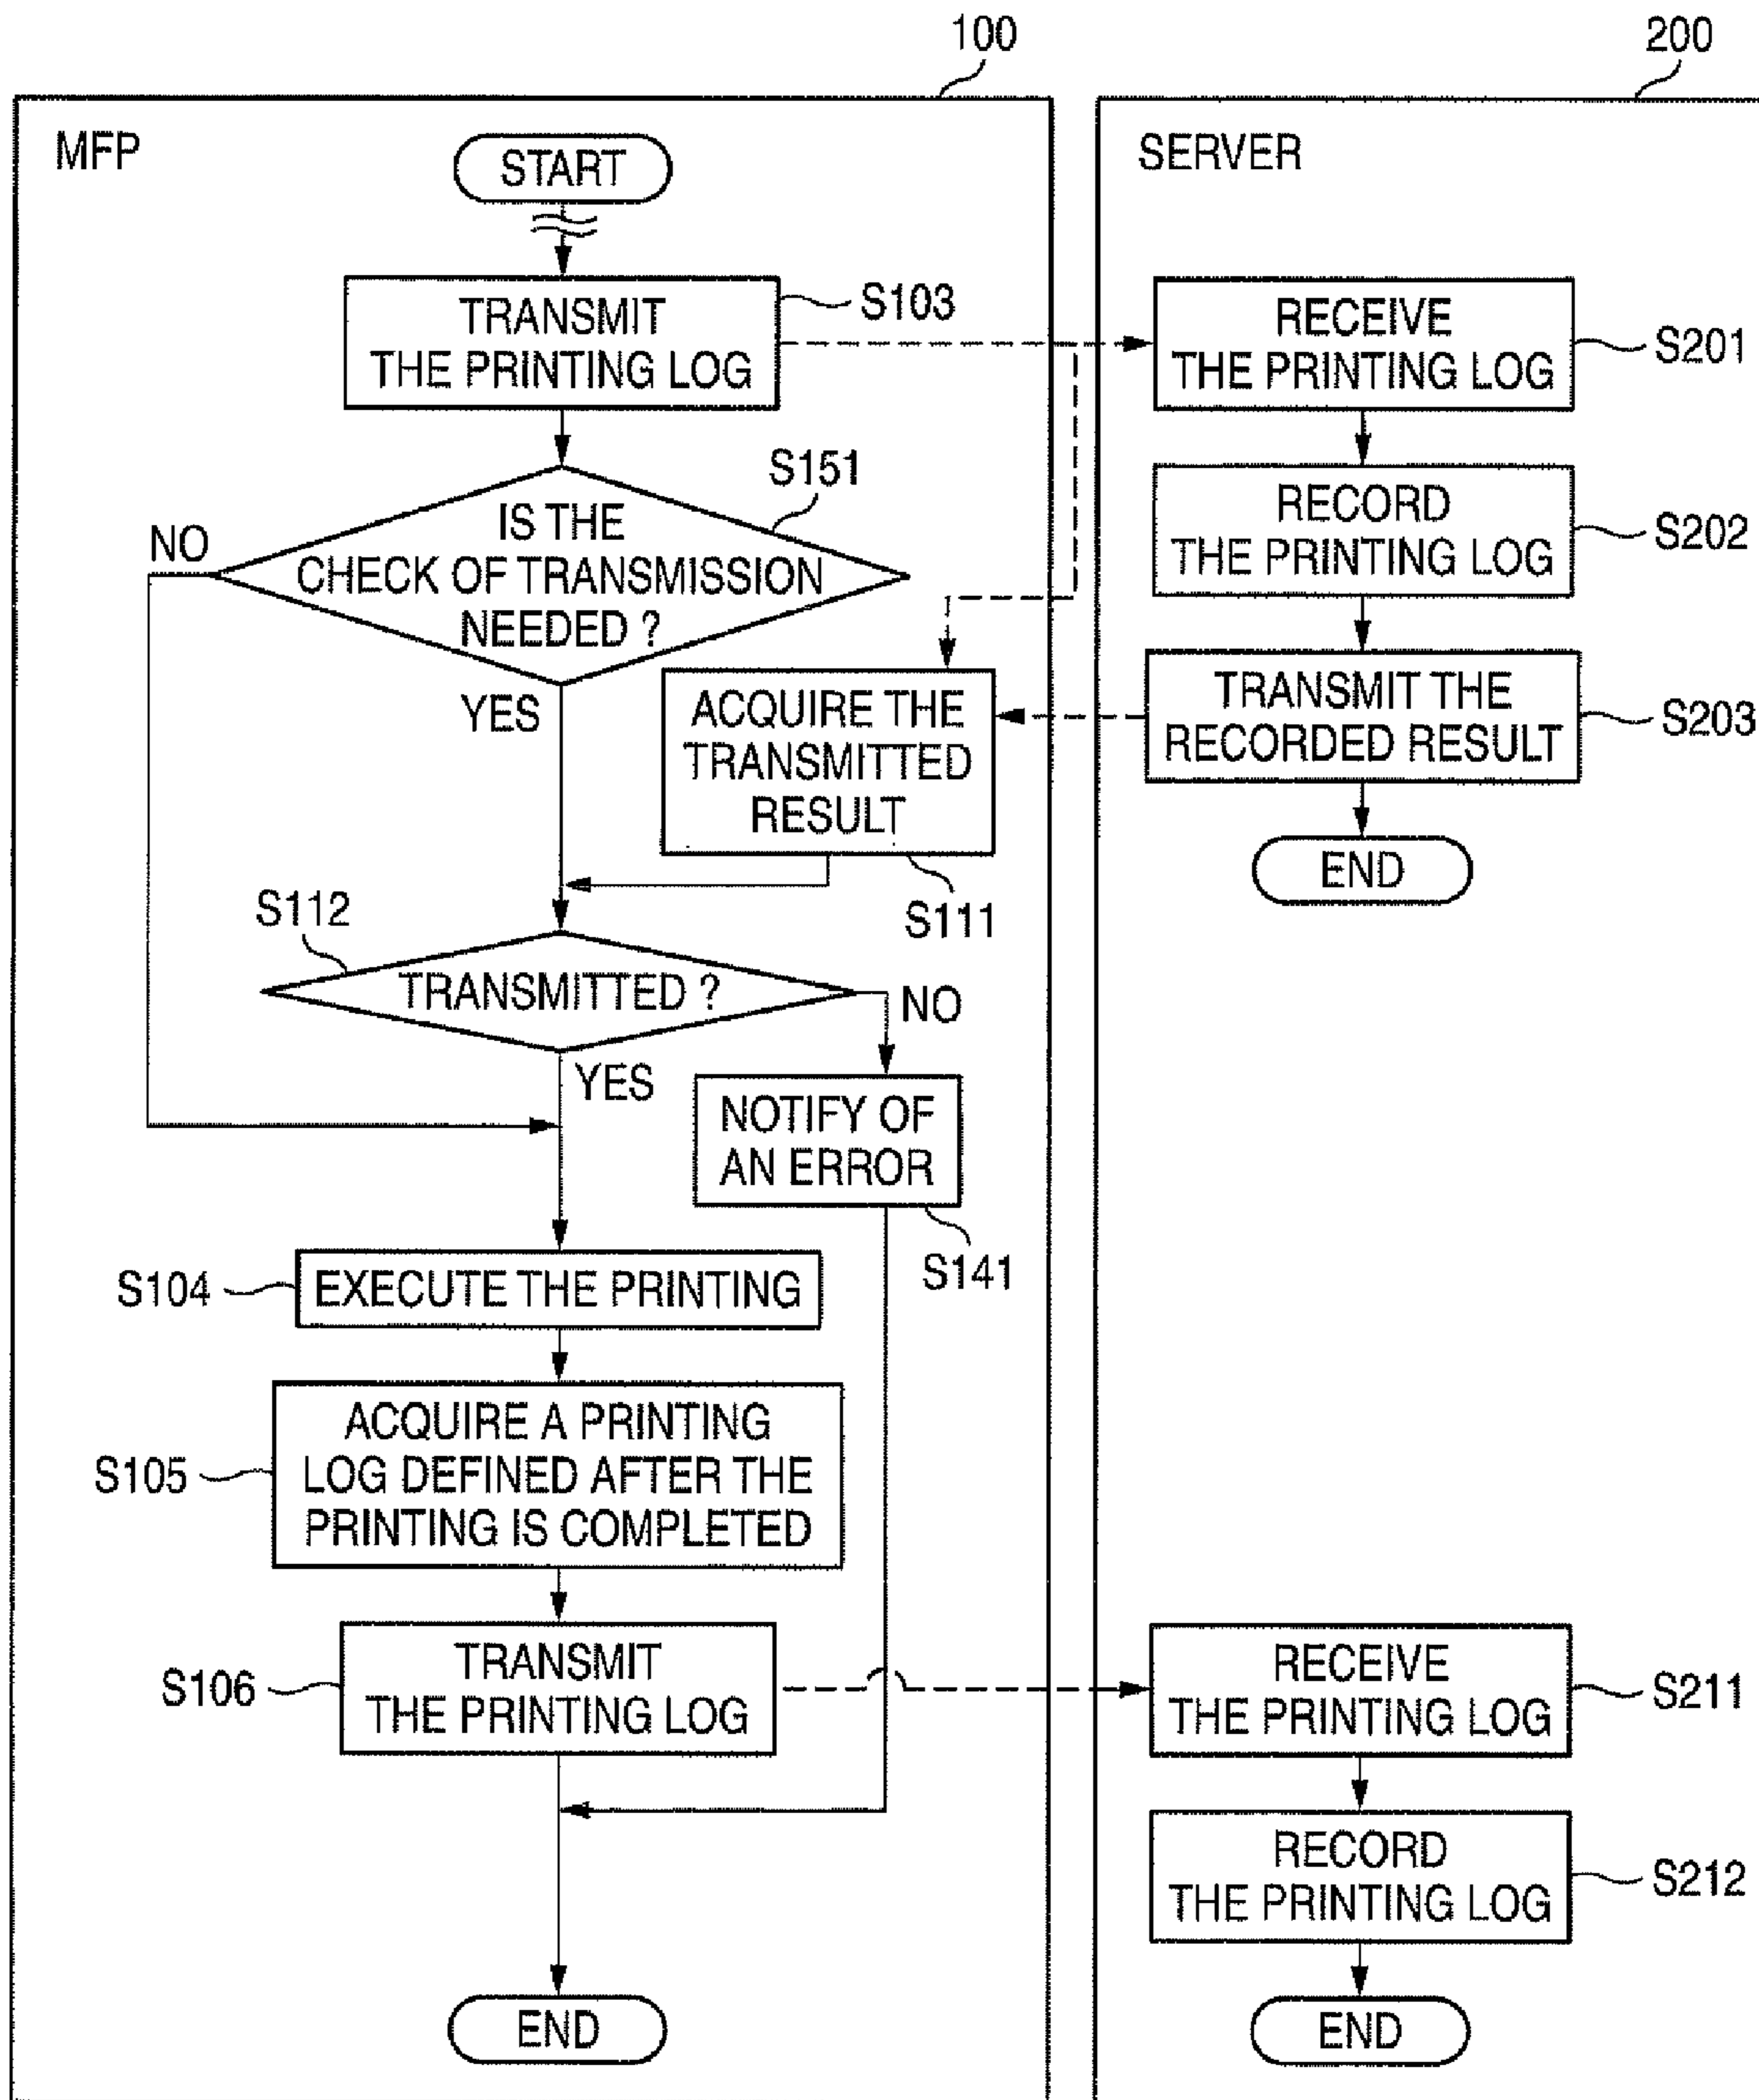 100
200
MFP
SERVER
START
TRANSMIT
THE PRINTING LOG
S103
RECEIVE
THE PRINTING LOG
S201
S151
IS THE
CHECK OF TRANSMISSION
NEEDED ?
NO
YES
RECORD
THE PRINTING LOG
S202
ACQUIRE THE
TRANSMITTED
RESULT
S111
TRANSMIT THE
RECORDED RESULT
S203
END
S112
TRANSMITTED ?
NO
YES
NOTIFY OF
AN ERROR
S141
S104
EXECUTE THE PRINTING
S105
ACQUIRE A PRINTING
LOG DEFINED AFTER THE
PRINTING IS COMPLETED
S106
TRANSMIT
THE PRINTING LOG
RECEIVE
THE PRINTING LOG
S211
RECORD
THE PRINTING LOG
S212
END
END